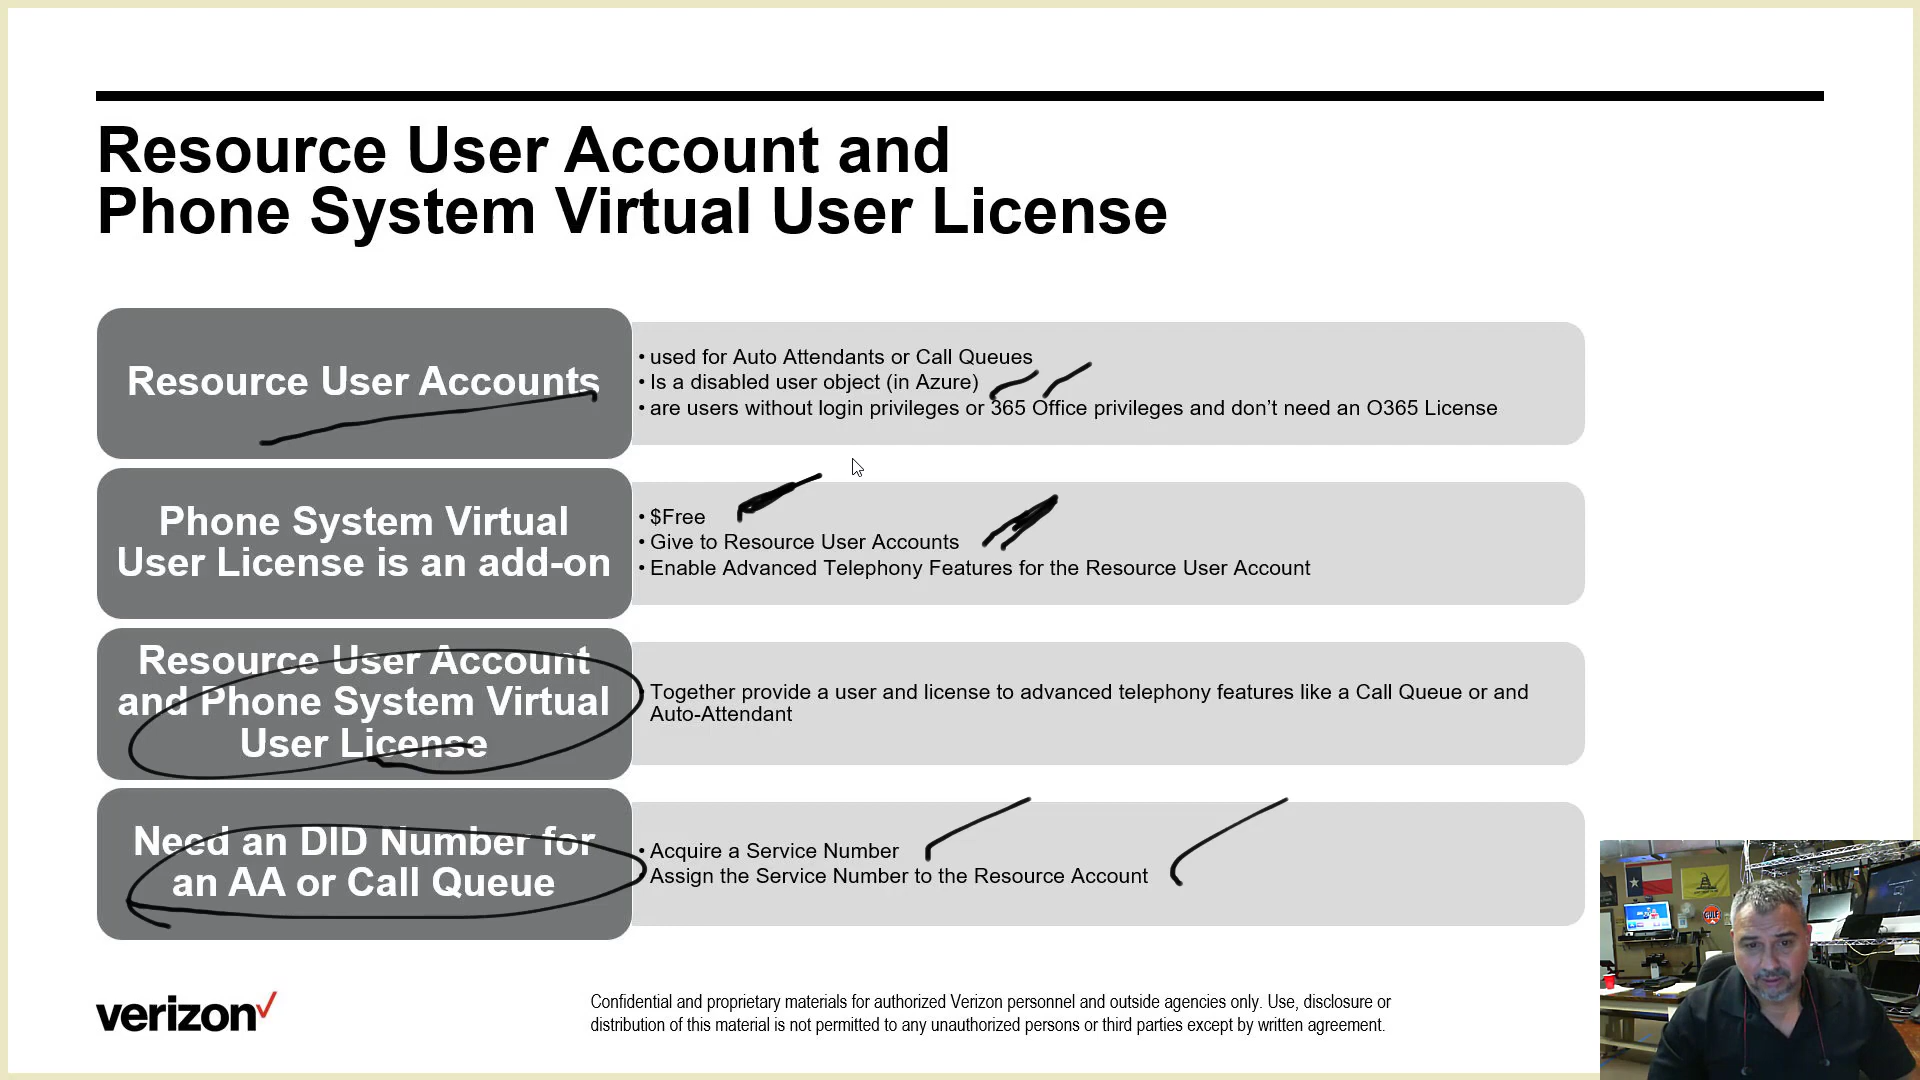 Resource User Account and
Phone System Virtual User License
Resource User Accounts
• used for Auto Attendants or Call Queues
• Is a disabled user object (in Azure)
• are users without login privileges or 365 Office privileges and don’t need an O365 License
Phone System Virtual
User License is an add-on
• $Free
• Give to Resource User Accounts
• Enable Advanced Telephony Features for the Resource User Account
Resource User Account
and Phone System Virtual
User License
• Together provide a user and license to advanced telephony features like a Call Queue or and
Auto-Attendant
Need an DID Number for
an AA or Call Queue
• Acquire a Service Number
• Assign the Service Number to the Resource Account
verizon
Confidential and proprietary materials for authorized Verizon personnel and outside agencies only. Use, disclosure or
distribution of this material is not permitted to any unauthorized persons or third parties except by written agreement.
GULF